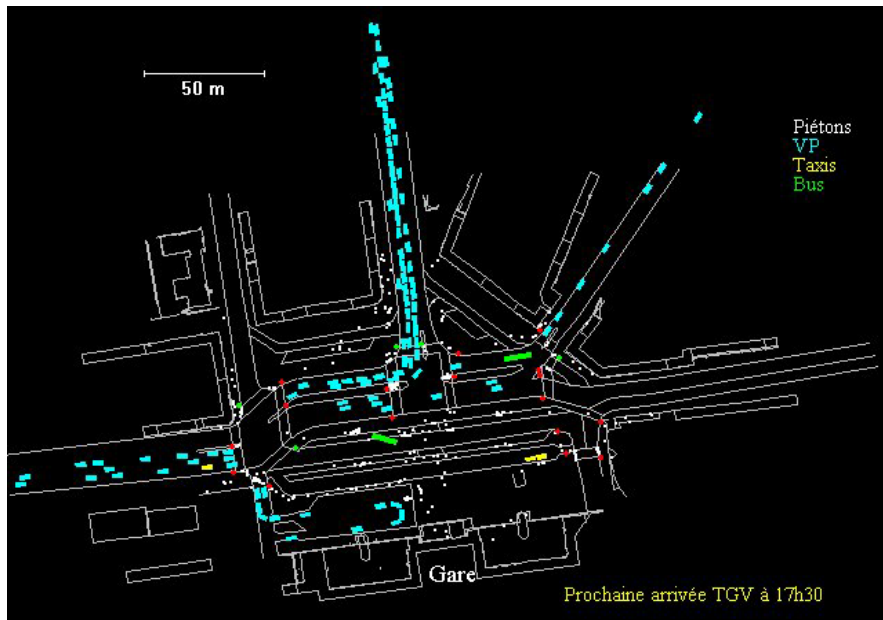 50 m
Piétons
VP
Taxis
Bus
Gare
Prochaine arrivée TGV à 17h30